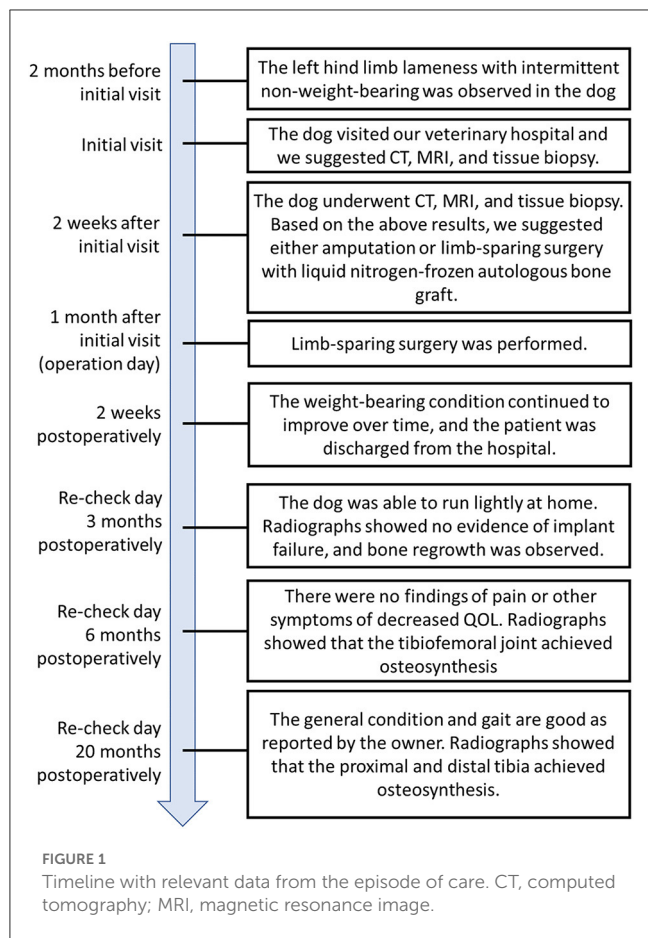 2 months before
initial visit
The left hind limb lameness with intermittent
non-weight-bearing was observed in the dog
Initial visit
The dog visited our veterinary hospital and
we suggested CT, MRI, and tissue biopsy.
2 weeks after
initial visit
The dog underwent CT, MRI, and tissue biopsy.
Based on the above results, we suggested
either amputation or limb-sparing surgery
with liquid nitrogen-frozen autologous bone
graft.
1 month after
initial visit
(operation day)
Limb-sparing surgery was performed.
2 weeks
postoperatively
The weight-bearing condition continued to
improve over time, and the patient was
discharged from the hospital.
Re-check day
3 months
postoperatively
The dog was able to run lightly at home.
Radiographs showed no evidence of implant
failure, and bone regrowth was observed.
Re-check day
6 months
postoperatively
There were no findings of pain or other
symptoms of decreased QOL. Radiographs
showed that the tibiofemoral joint achieved
osteosynthesis
Re-check day
20 months
postoperatively
The general condition and gait are good as
reported by the owner. Radiographs showed
that the proximal and distal tibia achieved
osteosynthesis.
FIGURE 1
Timeline with relevant data from the episode of care. CT, computed
tomography; MRI, magnetic resonance image.